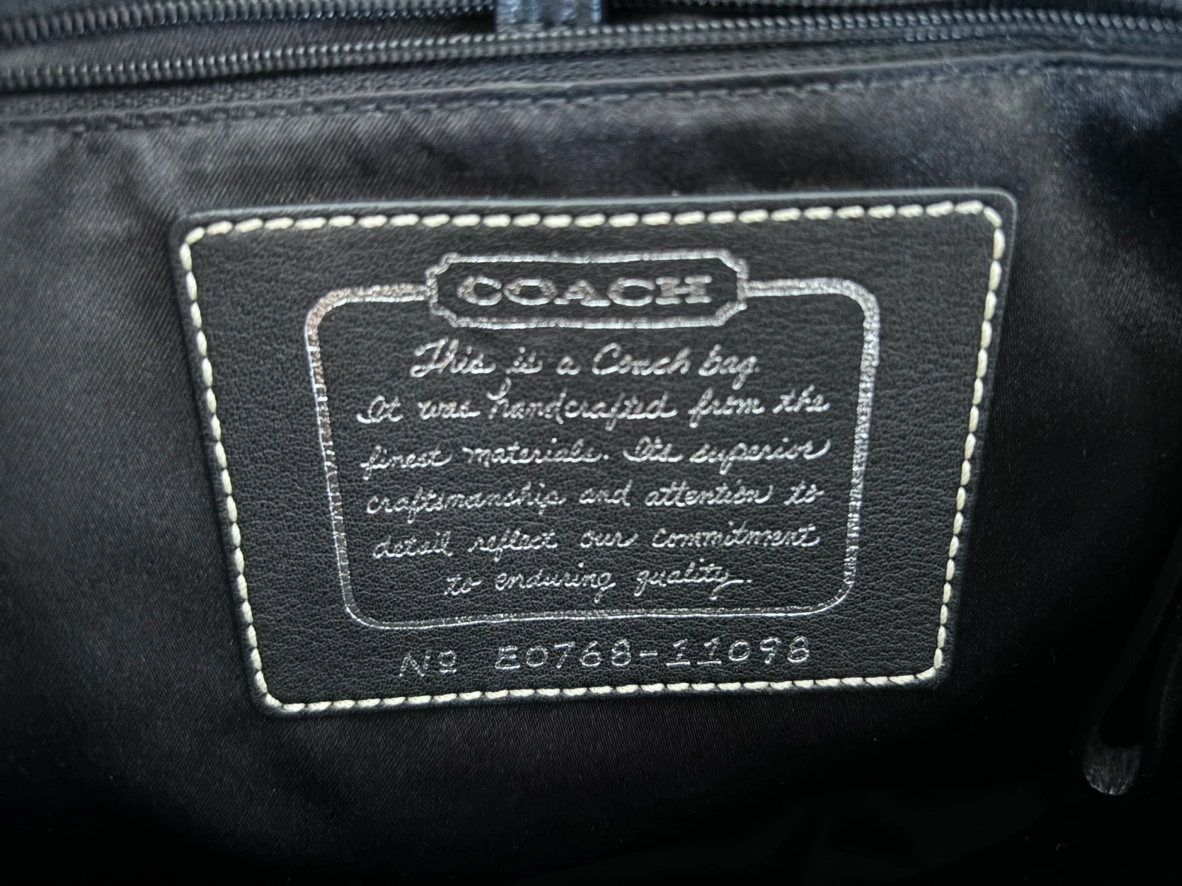 COACH
This is a Coach bag.
It was handcrafted from the
finest materials. Its superior
craftsmanship and attention to
detail reflect our commitment
to enduring quality.
Nº E0768-11098